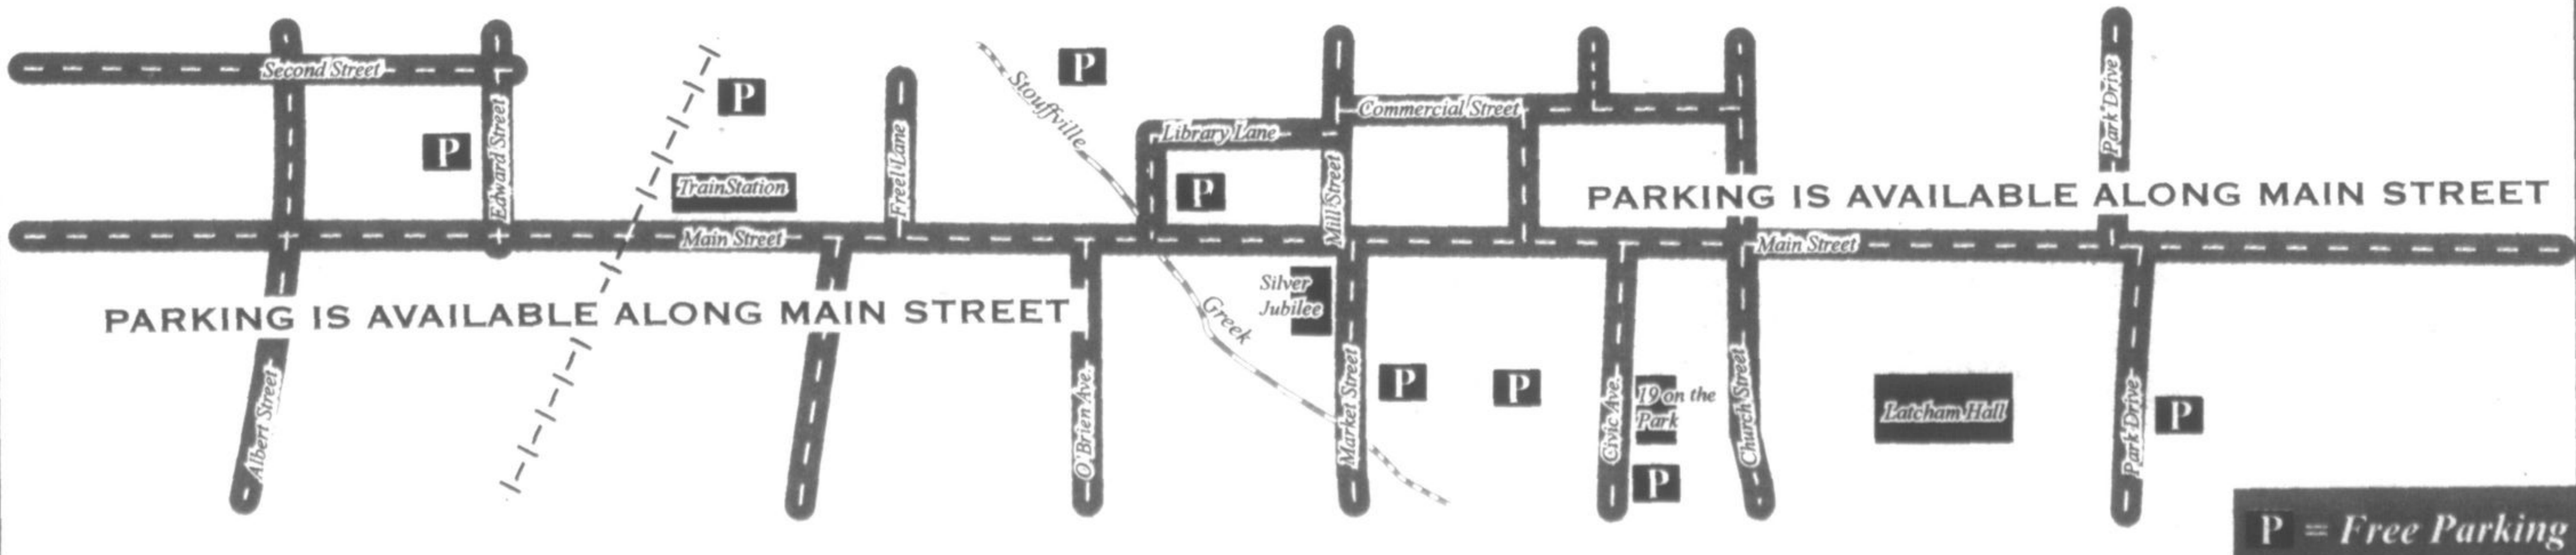 Second Street
Edward Street
P
P
TrainStation
Freel Lane
Stouffville
P
Library Lane
P
Mill Street
Commercial Street
Park Drive
PARKING IS AVAILABLE ALONG MAIN STREET
Main Street
Main Street
PARKING IS AVAILABLE ALONG MAIN STREET
Albert Street
O'Brien Ave.
Greek
Silver
Jubilee
Market Street
P
P
Civic Ave.
19 on the
Park
P
Church Street
Latcham Hall
Park Drive
P
P = Free Parking